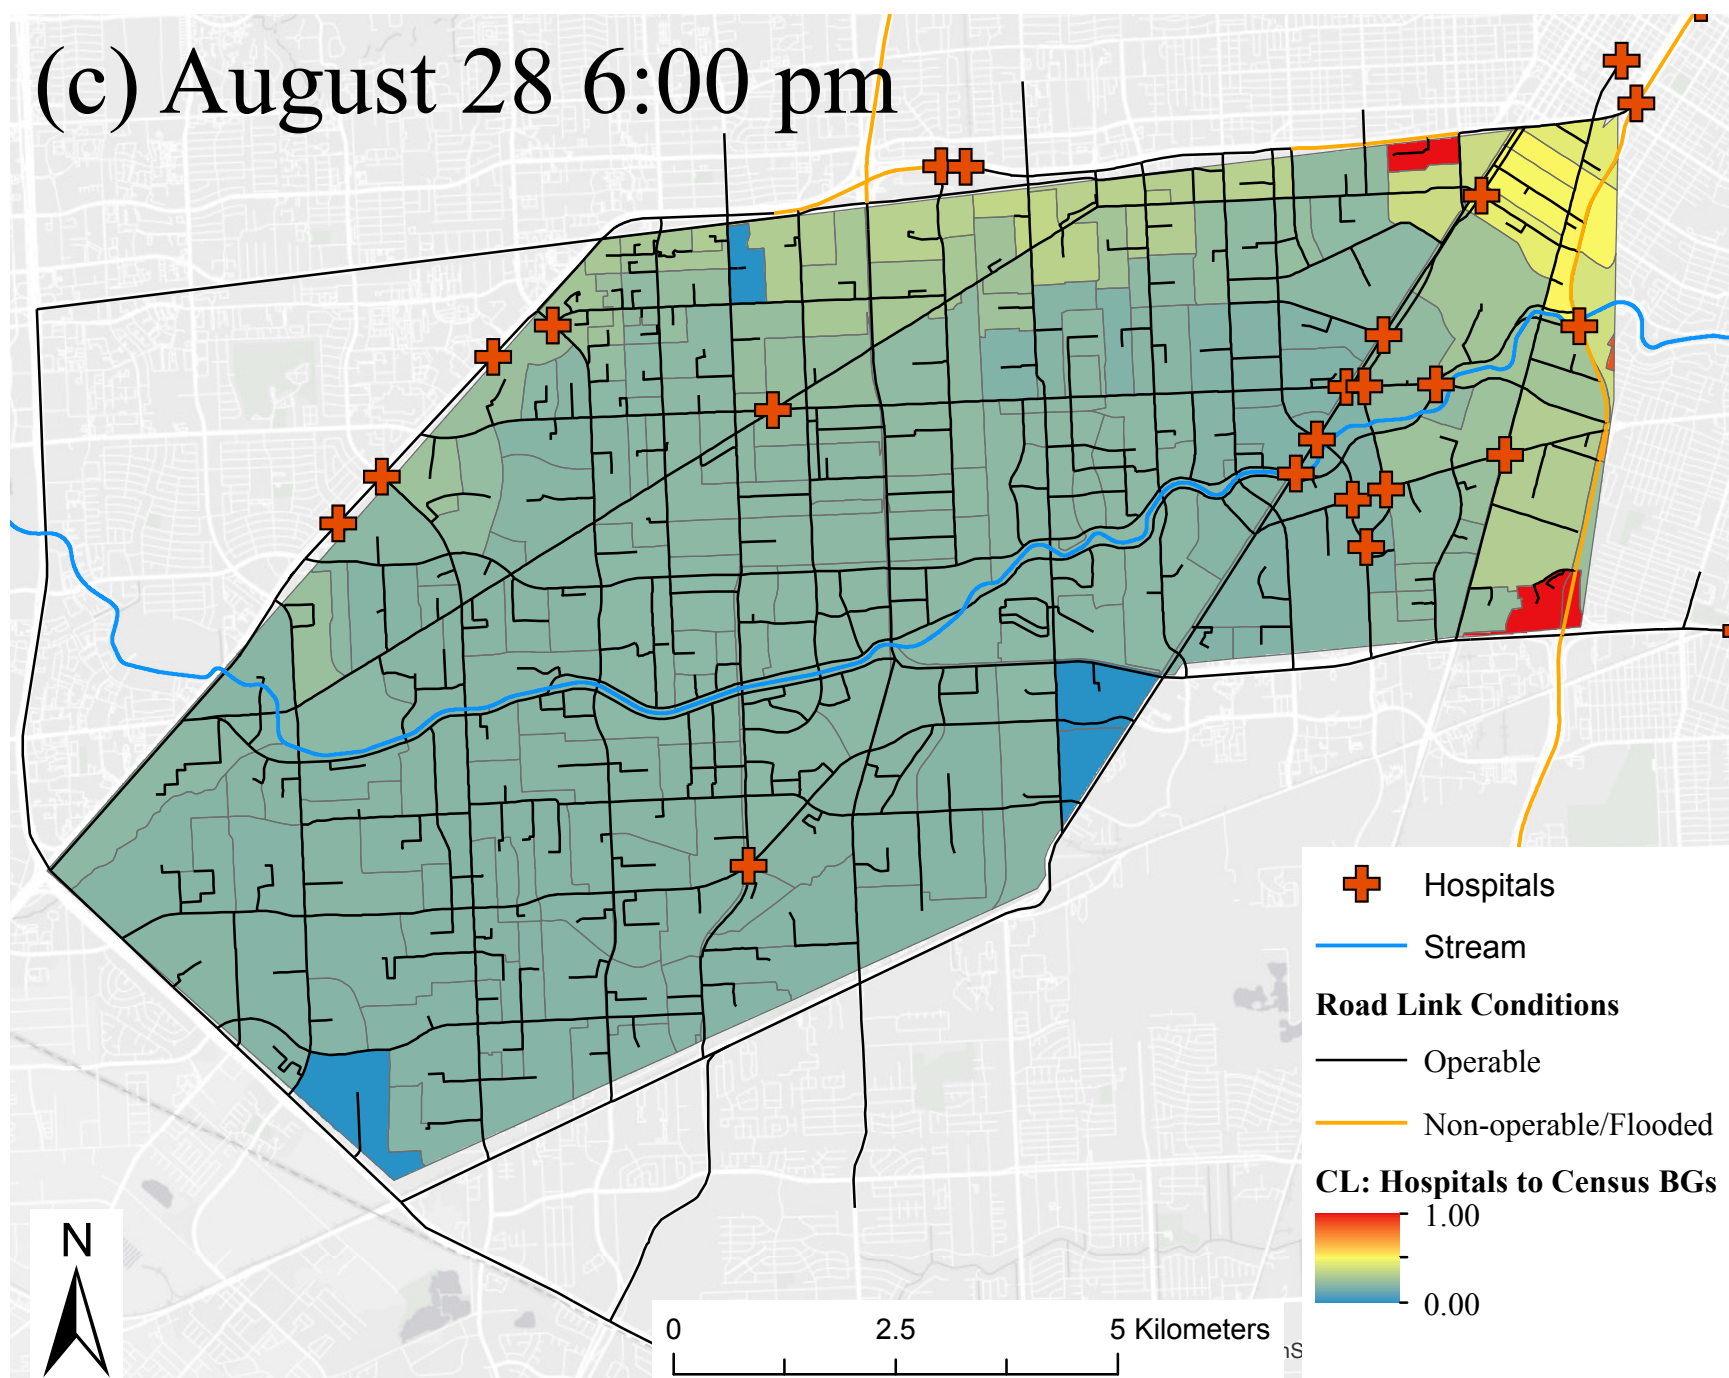 (c) August 28 6:00 pm
Hospitals
Stream
Road Link Conditions
Operable
Non-operable/Flooded
CL: Hospitals to Census BGs
1.00
0.00
N
0 2.5 5 Kilometers